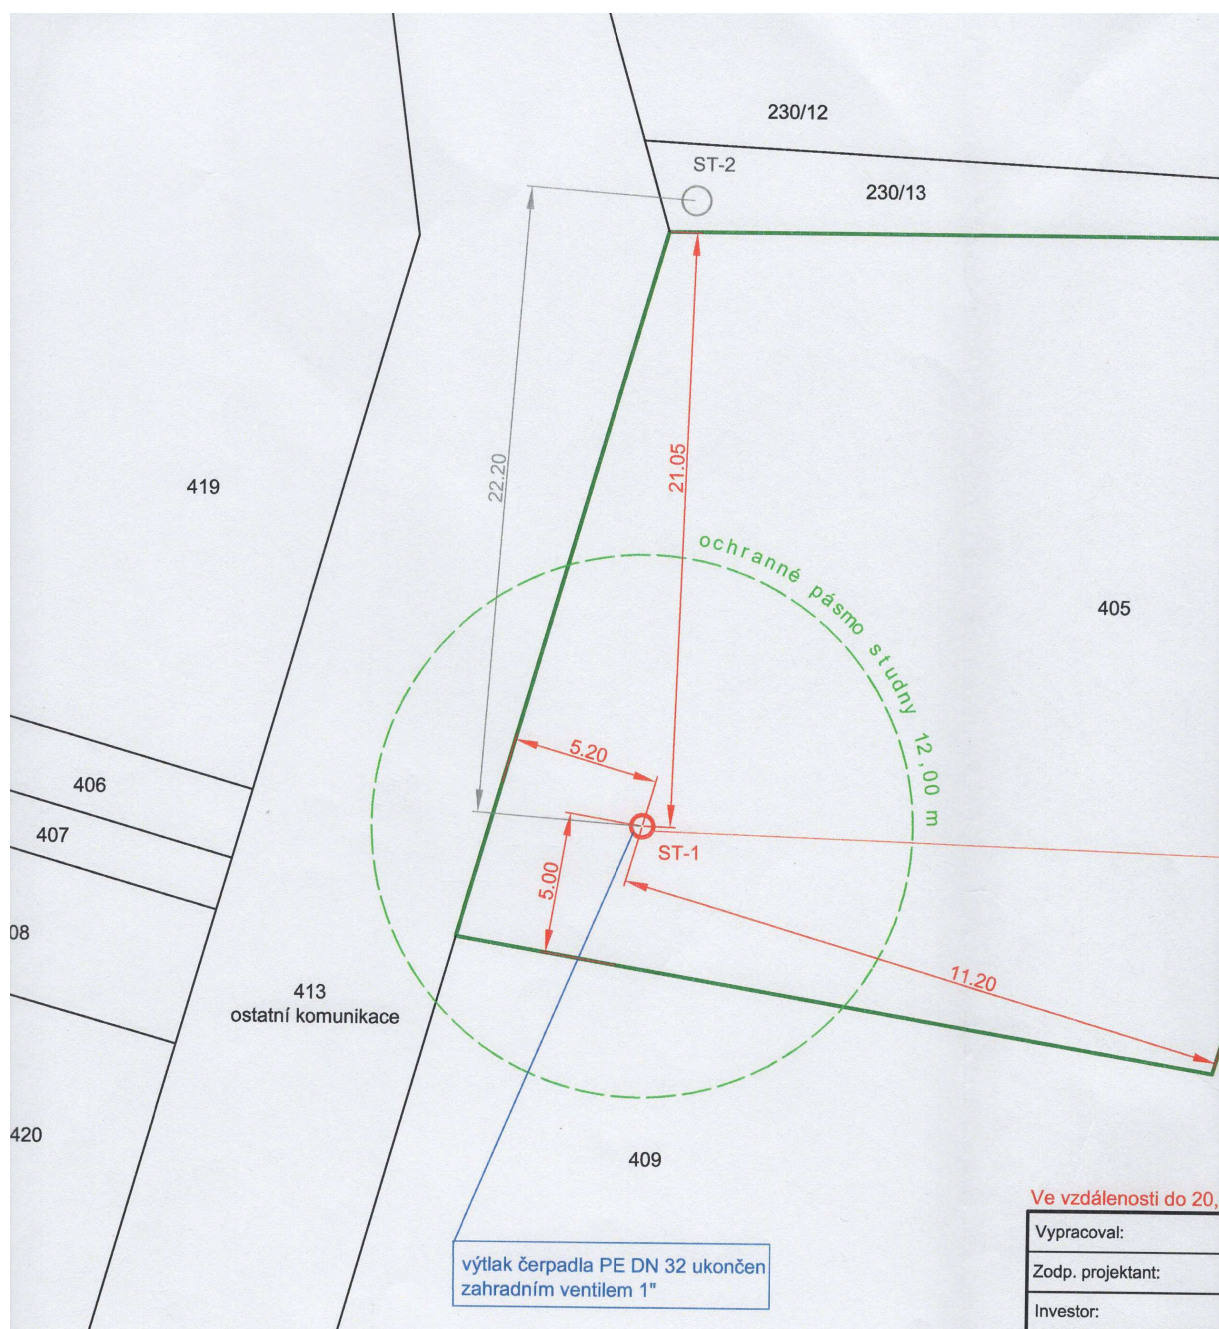 230/12
ST-2
230/13
22.20
21.05
419
ochranné pásmo studny 12,00 m
405
5.20
406
407
ST-1
5.00
08
11.20
413
ostatní komunikace
420
409
Ve vzdálenosti do 20,
Vypracoval:
výtlak čerpadla PE DN 32 ukončen
zahradním ventilem 1"
Zodp. projektant:
Investor: